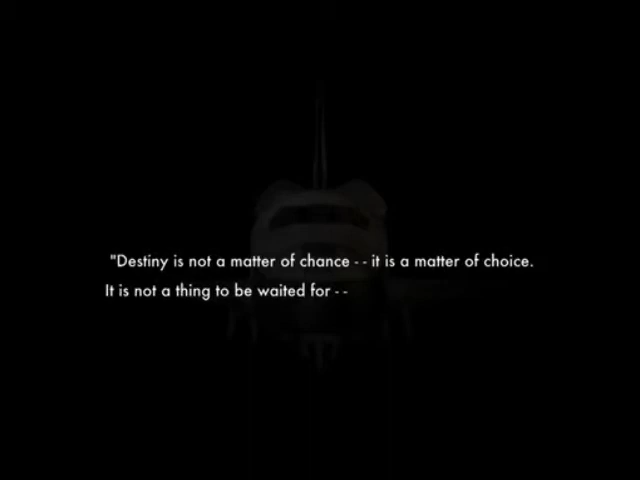 "Destiny is not a matter of chance - - it is a matter of choice.
It is not a thing to be waited for - -